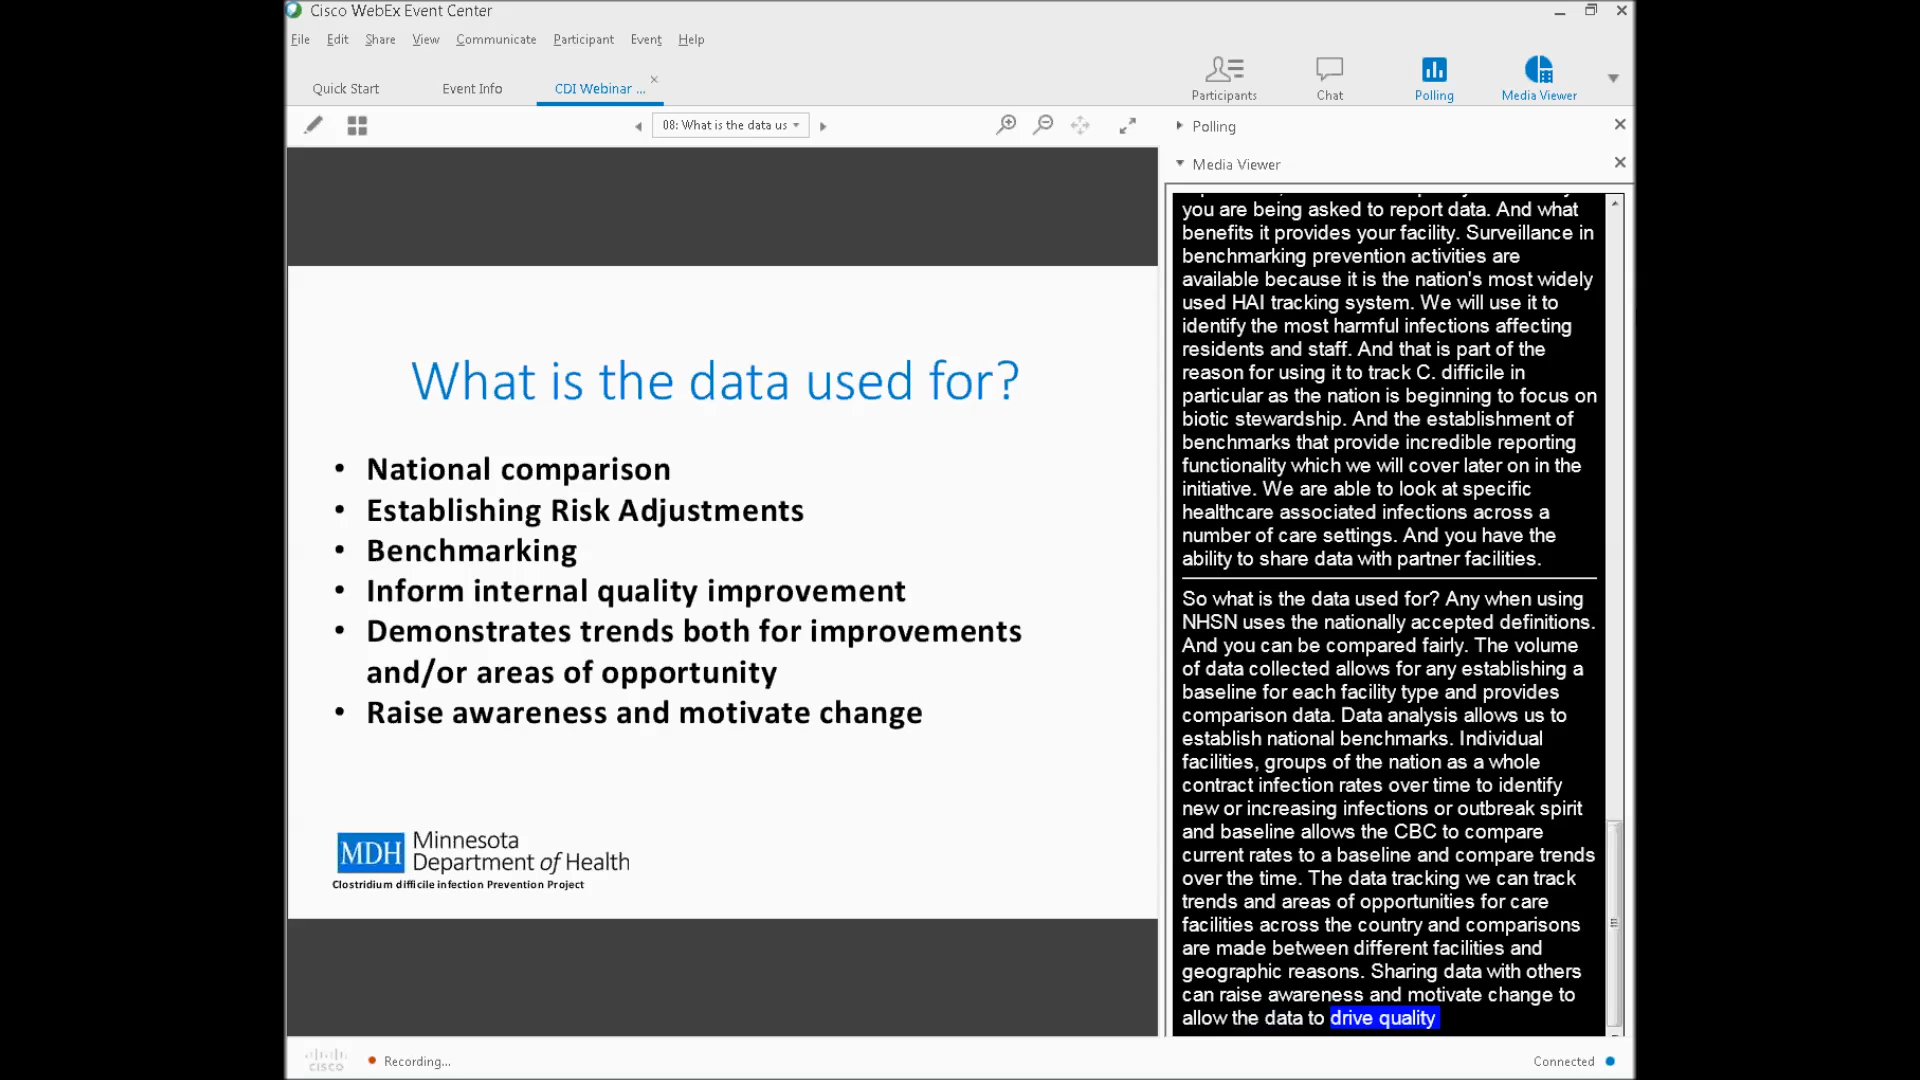 Cisco WebEx Event Center
File Edit Share View Communicate Participant Event Help
Quick Start Event Info CDI Webinar ...
Participants Chat Polling Media Viewer
08: What is the data us
Polling
Media Viewer
What is the data used for?
• National comparison
• Establishing Risk Adjustments
• Benchmarking
• Inform internal quality improvement
• Demonstrates trends both for improvements
and/or areas of opportunity
• Raise awareness and motivate change
MDH Minnesota
Department of Health
Clostridium difficile infection Prevention Project
you are being asked to report data. And what
benefits it provides your facility. Surveillance in
benchmarking prevention activities are
available because it is the nation's most widely
used HAI tracking system. We will use it to
identify the most harmful infections affecting
residents and staff. And that is part of the
reason for using it to track C. difficile in
particular as the nation is beginning to focus on
biotic stewardship. And the establishment of
benchmarks that provide incredible reporting
functionality which we will cover later on in the
initiative. We are able to look at specific
healthcare associated infections across a
number of care settings. And you have the
ability to share data with partner facilities.
So what is the data used for? Any when using
NHSN uses the nationally accepted definitions.
And you can be compared fairly. The volume
of data collected allows for any establishing a
baseline for each facility type and provides
comparison data. Data analysis allows us to
establish national benchmarks. Individual
facilities, groups of the nation as a whole
contract infection rates over time to identify
new or increasing infections or outbreak spirit
and baseline allows the CBC to compare
current rates to a baseline and compare trends
over the time. The data tracking we can track
trends and areas of opportunities for care
facilities across the country and comparisons
are made between different facilities and
geographic reasons. Sharing data with others
can raise awareness and motivate change to
allow the data to drive quality
cisco Recording... Connected